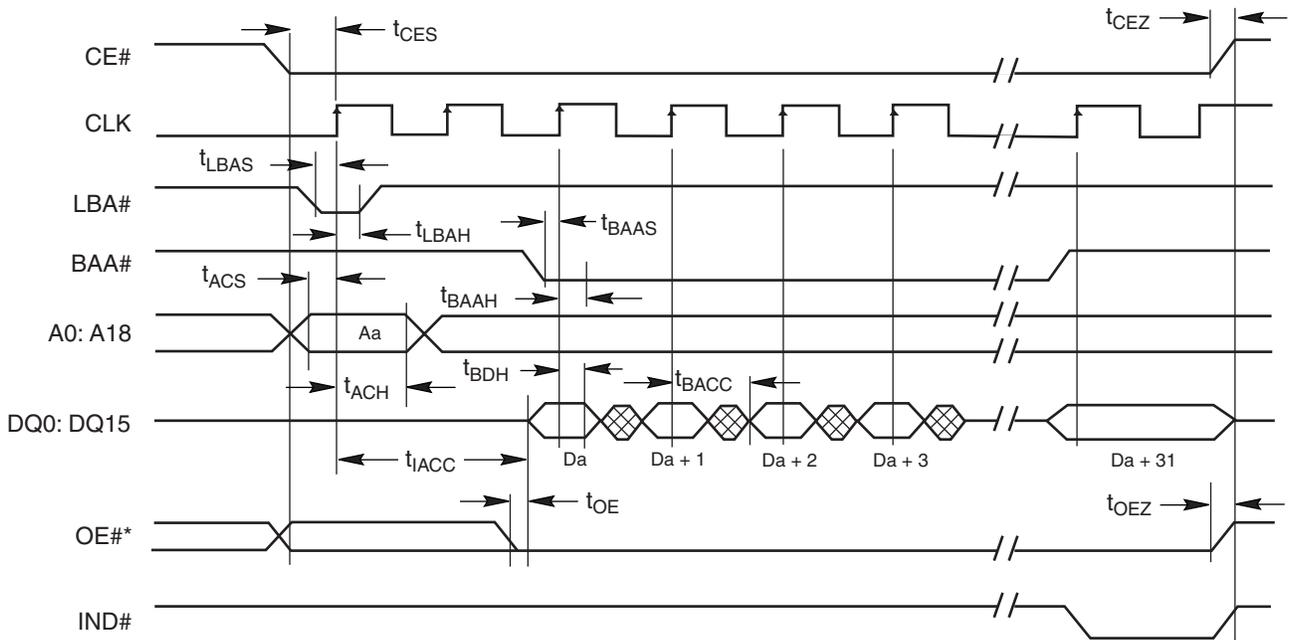 tCES
tCEZ
CE#
CLK
tLBAS
LBA#
tLBAH
tBAAS
BAA#
tACS
tBAAH
A0: A18
Aa
tBDH
tBACC
tACH
DQ0: DQ15
tIACC
Da
Da + 1
Da + 2
Da + 3
Da + 31
tOE
tOEZ
OE#*
IND#